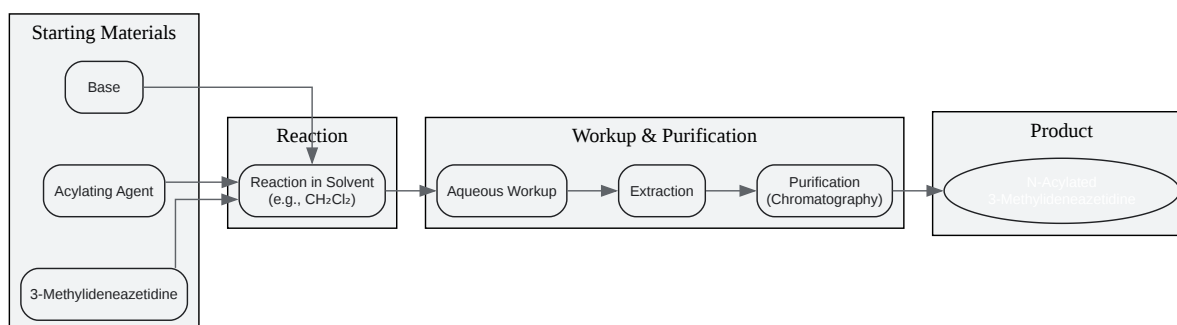 Starting Materials
Base
Acylating Agent
3-Methylideneazetidine
Reaction
Reaction in Solvent
(e.g., CH₂Cl₂)
Workup & Purification
Aqueous Workup
Extraction
Purification
(Chromatography)
Product
N-Acylated
3-Methylideneazetidine